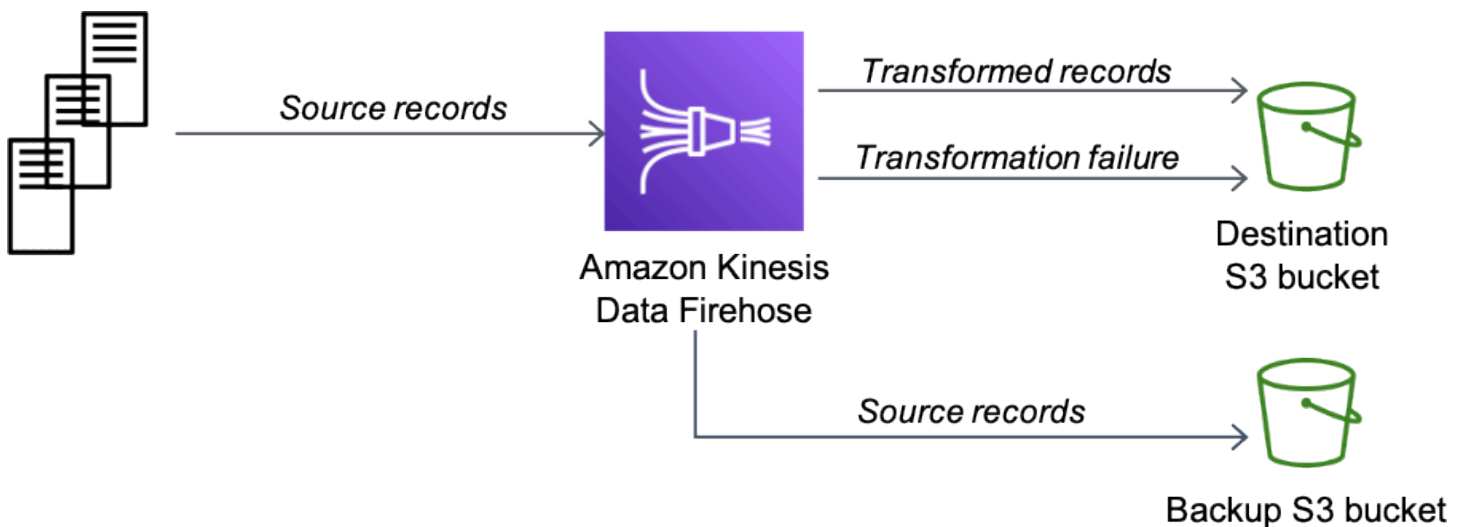 Source records
Transformed records
Transformation failure
Amazon Kinesis
Data Firehose
Destination
S3 bucket
Source records
Backup S3 bucket